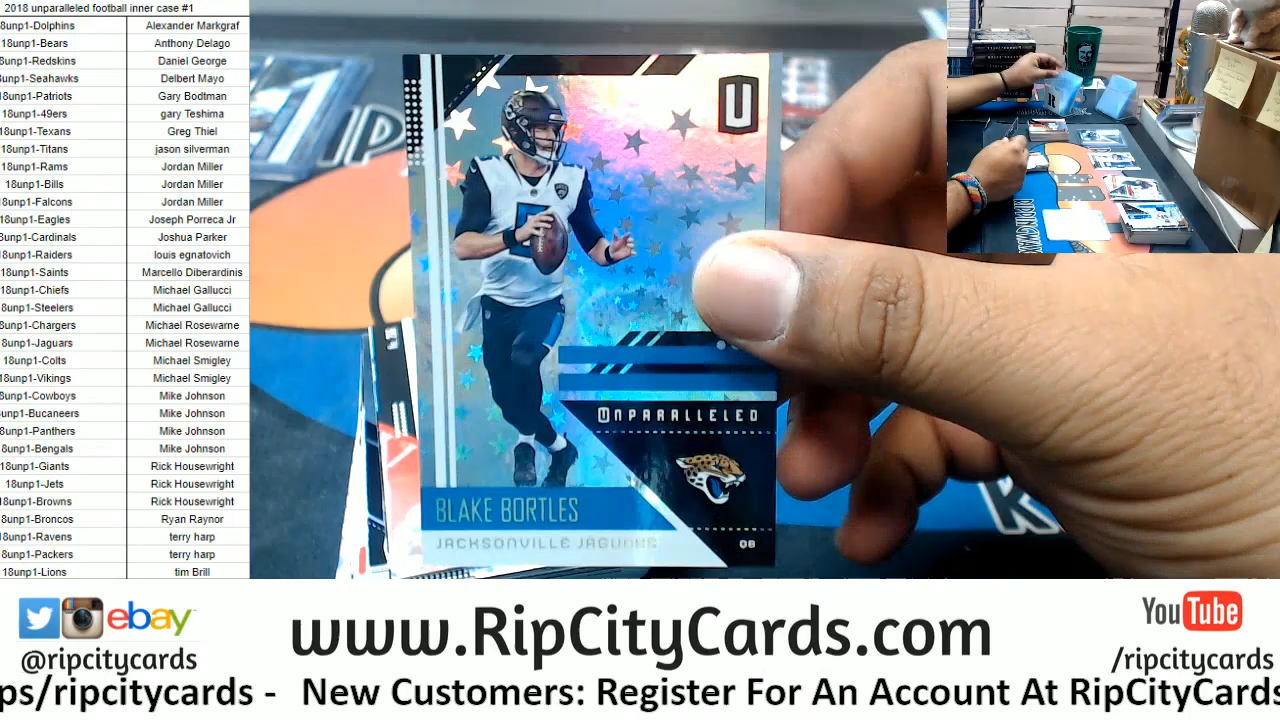 2018 unparalleled football inner case #1
8unp1-Dolphins Alexander Markgraf
18unp1-Bears Anthony Delago
8unp1-Redskins Daniel George
8unp1-Seahawks Delbert Mayo
8unp1-Patriots Gary Bodtman
18unp1-49ers gary Teshima
18unp1-Texans Greg Thiel
18unp1-Titans jason silverman
18unp1-Rams Jordan Miller
18unp1-Bills Jordan Miller
18unp1-Falcons Jordan Miller
18unp1-Eagles Joseph Porreca Jr
8unp1-Cardinals Joshua Parker
18unp1-Raiders louis egnatovich
18unp1-Saints Marcello Diberardinis
18unp1-Chiefs Michael Gallucci
8unp1-Steelers Michael Gallucci
8unp1-Chargers Michael Rosewarne
8unp1-Jaguars Michael Rosewarne
18unp1-Colts Michael Smigley
18unp1-Vikings Michael Smigley
8unp1-Cowboys Mike Johnson
unp1-Bucaneers Mike Johnson
8unp1-Panthers Mike Johnson
8unp1-Bengals Mike Johnson
18unp1-Giants Rick Housewright
18unp1-Jets Rick Housewright
18unp1-Browns Rick Housewright
8unp1-Broncos Ryan Raynor
18unp1-Ravens terry harp
8unp1-Packers terry harp
18unp1-Lions tim Brill
U
UNPARALLELED
BLAKE BORTLES
JACKSONVILLE JAGUARS
QB
ebay
@ripcitycards
www.RipCityCards.com
YouTube
/ripcitycards
ps/ripcitycards - New Customers: Register For An Account At RipCityCards